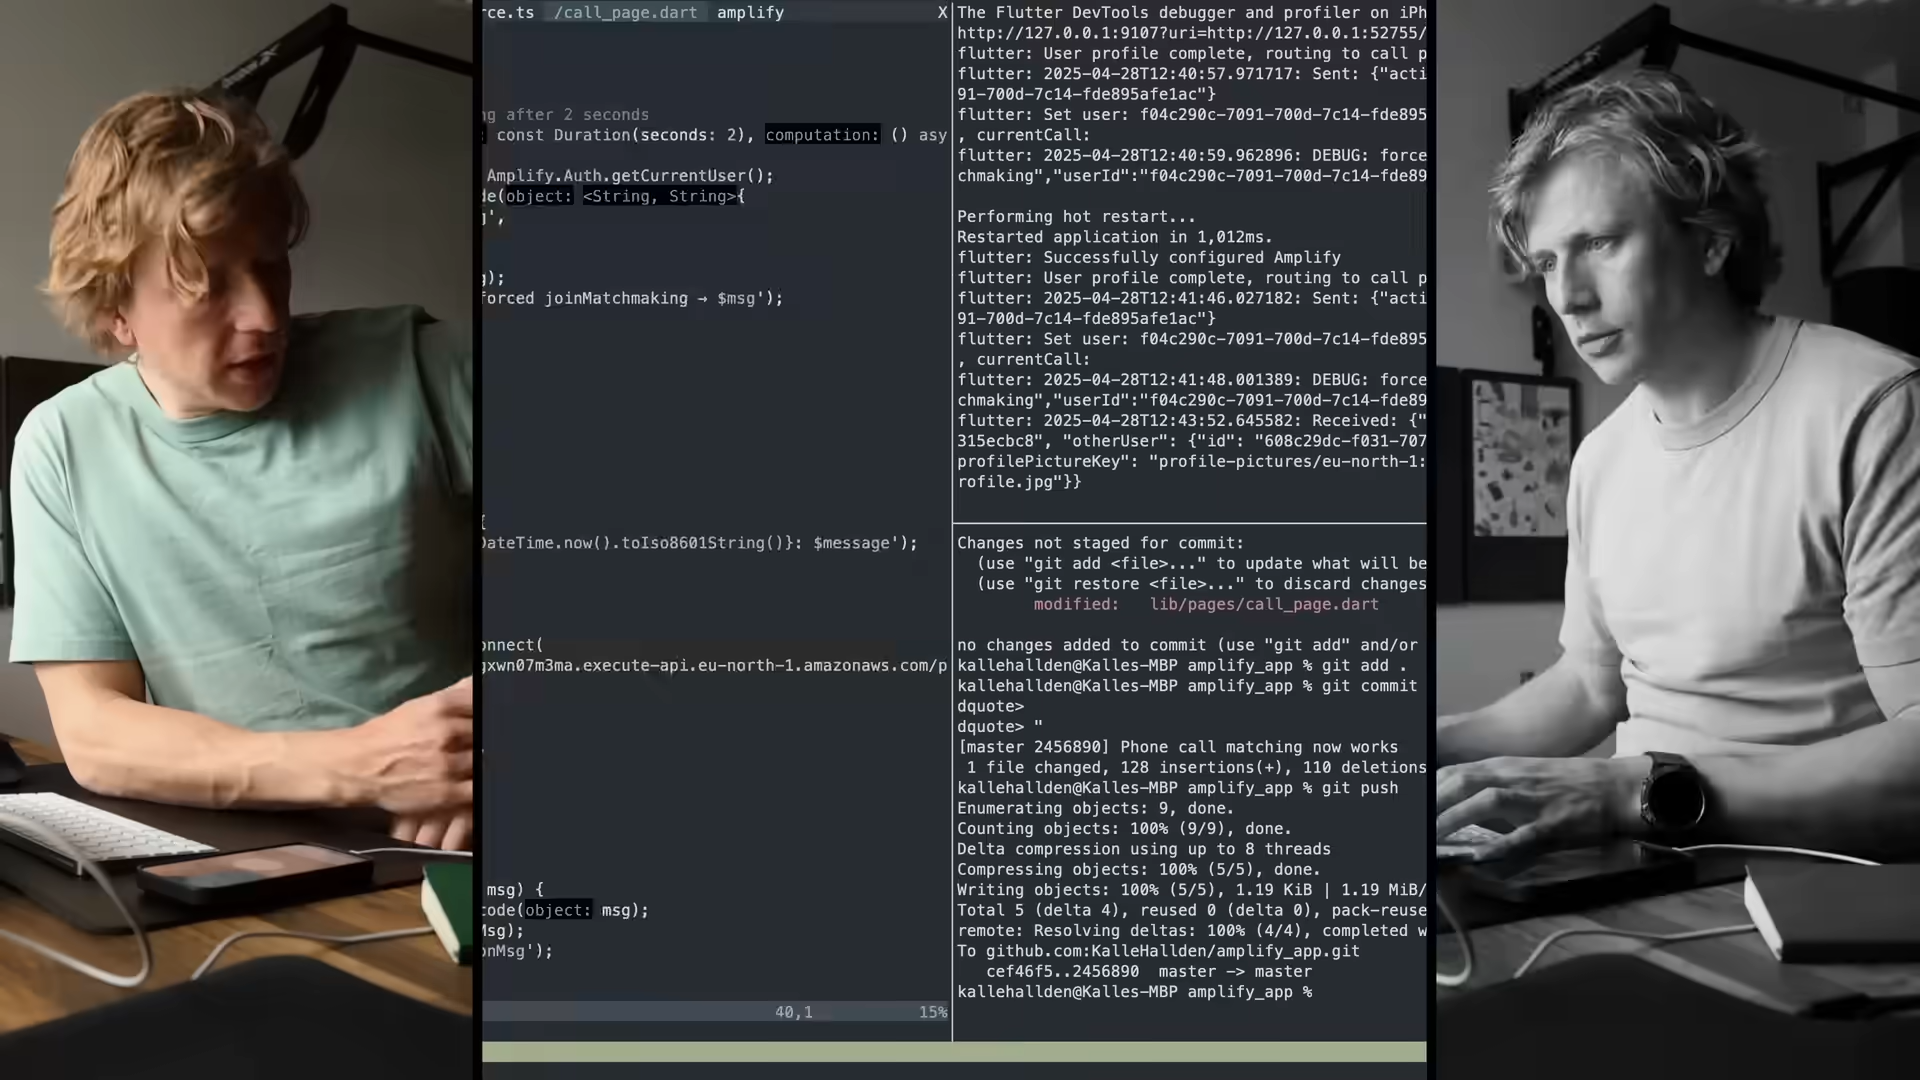 rce.ts /call_page.dart amplify X
ng after 2 seconds
: const Duration(seconds: 2), computation: () asy
Amplify.Auth.getCurrentUser();
de(object: <String, String>{
g',
g);
forced joinMatchmaking → $msg');
{
DateTime.now().toIso8601String()}: $message');
onnect(
gxwn07m3ma.execute-api.eu-north-1.amazonaws.com/p
,
msg) {
code(object: msg);
Msg);
onMsg');
40,1 15%
The Flutter DevTools debugger and profiler on iPh
http://127.0.0.1:9107?uri=http://127.0.0.1:52755/
flutter: User profile complete, routing to call p
flutter: 2025-04-28T12:40:57.971717: Sent: {"acti
91-700d-7c14-fde895afe1ac"}
flutter: Set user: f04c290c-7091-700d-7c14-fde895
, currentCall:
flutter: 2025-04-28T12:40:59.962896: DEBUG: force
chmaking","userId":"f04c290c-7091-700d-7c14-fde89
Performing hot restart...
Restarted application in 1,012ms.
flutter: Successfully configured Amplify
flutter: User profile complete, routing to call p
flutter: 2025-04-28T12:41:46.027182: Sent: {"acti
91-700d-7c14-fde895afe1ac"}
flutter: Set user: f04c290c-7091-700d-7c14-fde895
, currentCall:
flutter: 2025-04-28T12:41:48.001389: DEBUG: force
chmaking","userId":"f04c290c-7091-700d-7c14-fde89
flutter: 2025-04-28T12:43:52.645582: Received: {"
315ecbc8", "otherUser": {"id": "608c29dc-f031-707
profilePictureKey": "profile-pictures/eu-north-1:
rofile.jpg"}}
Changes not staged for commit:
(use "git add <file>..." to update what will be
(use "git restore <file>..." to discard changes
modified: lib/pages/call_page.dart
no changes added to commit (use "git add" and/or
kallehallden@Kalles-MBP amplify_app % git add .
kallehallden@Kalles-MBP amplify_app % git commit
dquote>
dquote> "
[master 2456890] Phone call matching now works
1 file changed, 128 insertions(+), 110 deletions
kallehallden@Kalles-MBP amplify_app % git push
Enumerating objects: 9, done.
Counting objects: 100% (9/9), done.
Delta compression using up to 8 threads
Compressing objects: 100% (5/5), done.
Writing objects: 100% (5/5), 1.19 KiB | 1.19 MiB/
Total 5 (delta 4), reused 0 (delta 0), pack-reuse
remote: Resolving deltas: 100% (4/4), completed w
To github.com:KalleHallden/amplify_app.git
cef46f5..2456890 master -> master
kallehallden@Kalles-MBP amplify_app %